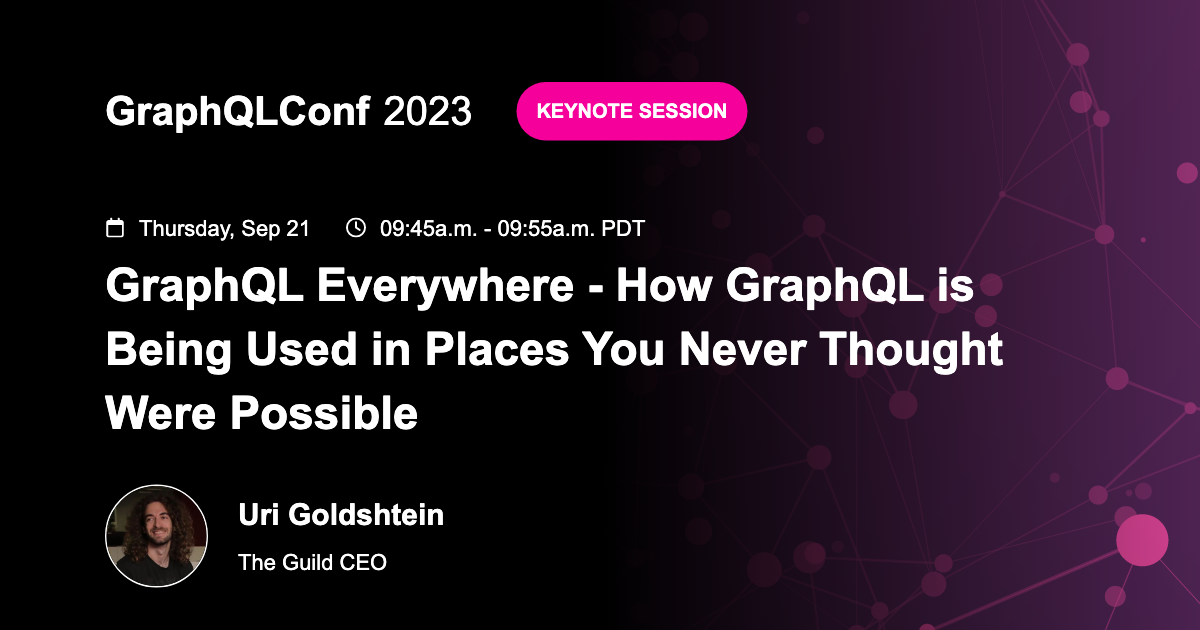 GraphQLConf 2023
KEYNOTE SESSION
Thursday, Sep 21
09:45a.m. - 09:55a.m. PDT
GraphQL Everywhere - How GraphQL is
Being Used in Places You Never Thought
Were Possible
Uri Goldshtein
The Guild CEO